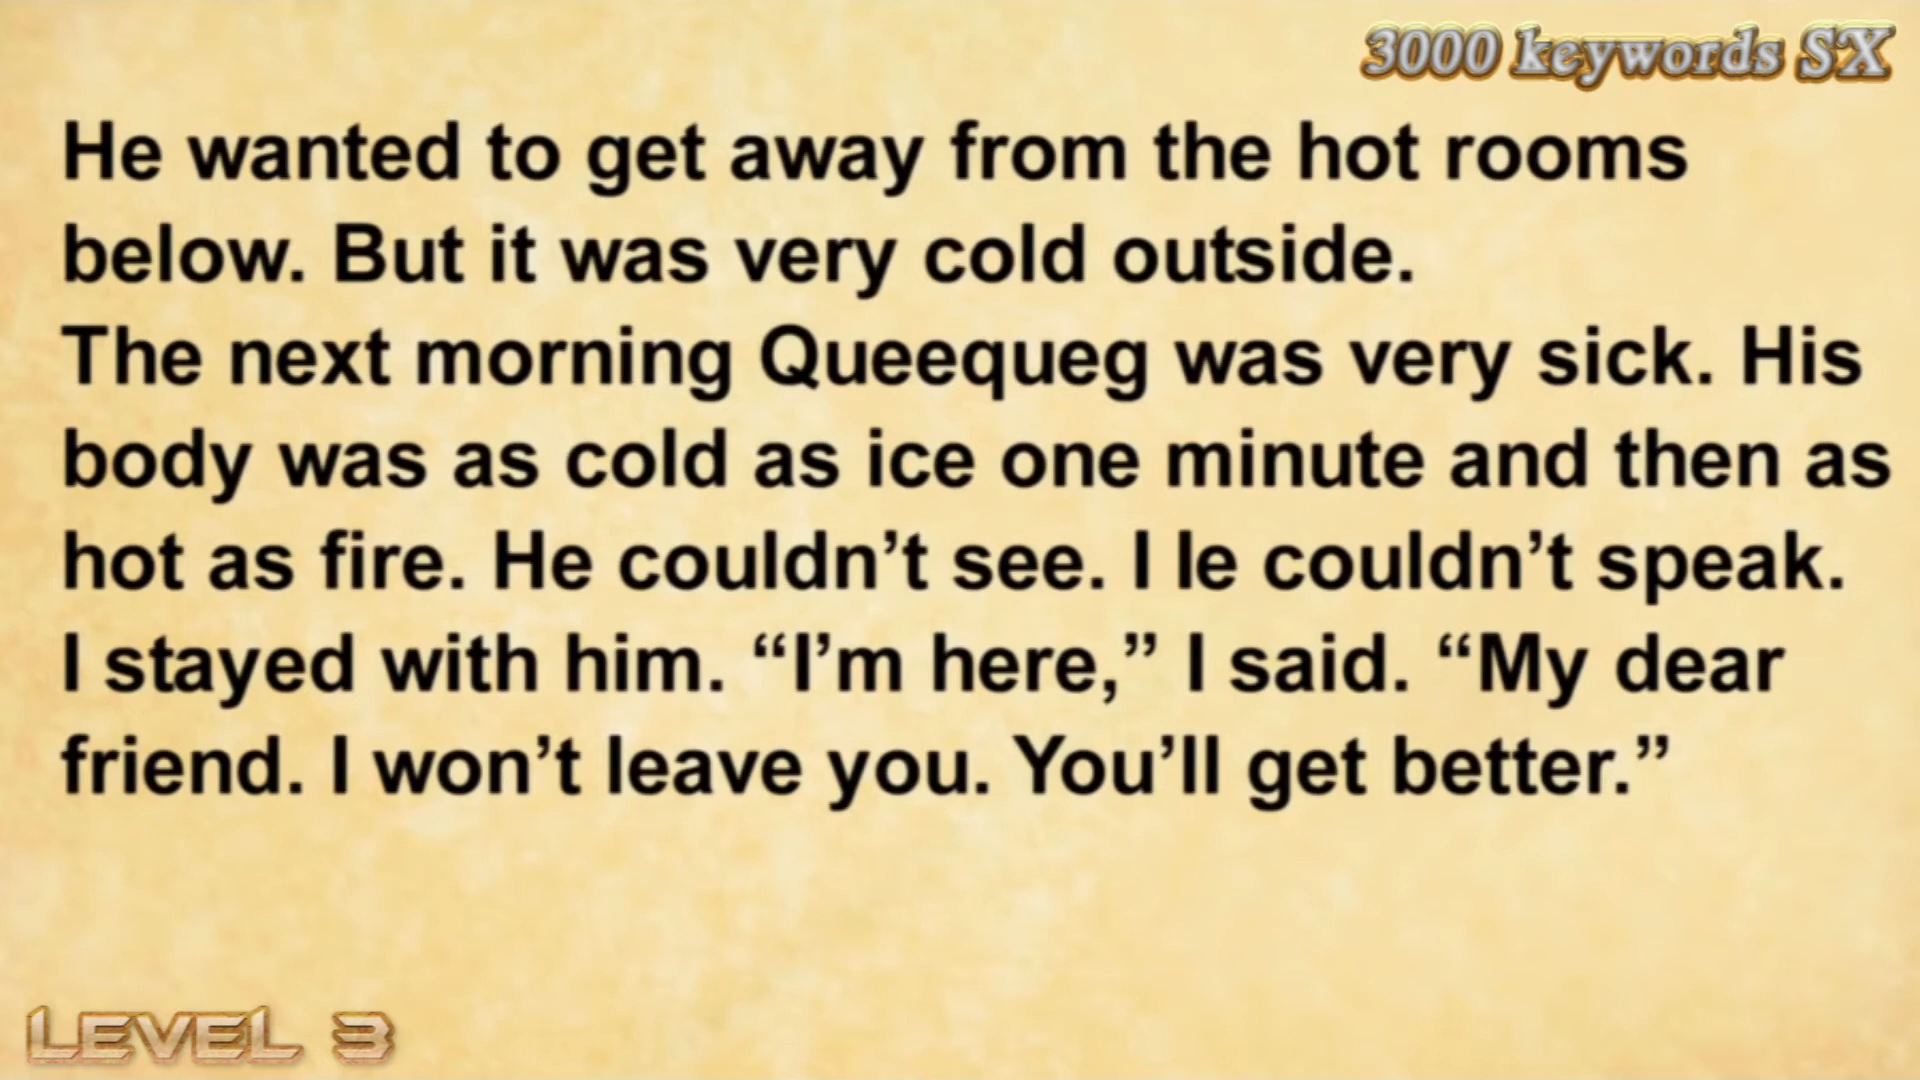 3000 keywords SX
He wanted to get away from the hot rooms
below. But it was very cold outside.
The next morning Queequeg was very sick. His
body was as cold as ice one minute and then as
hot as fire. He couldn’t see. I le couldn’t speak.
I stayed with him. “I’m here,” I said. “My dear
friend. I won’t leave you. You’ll get better.”
LEVEL 3